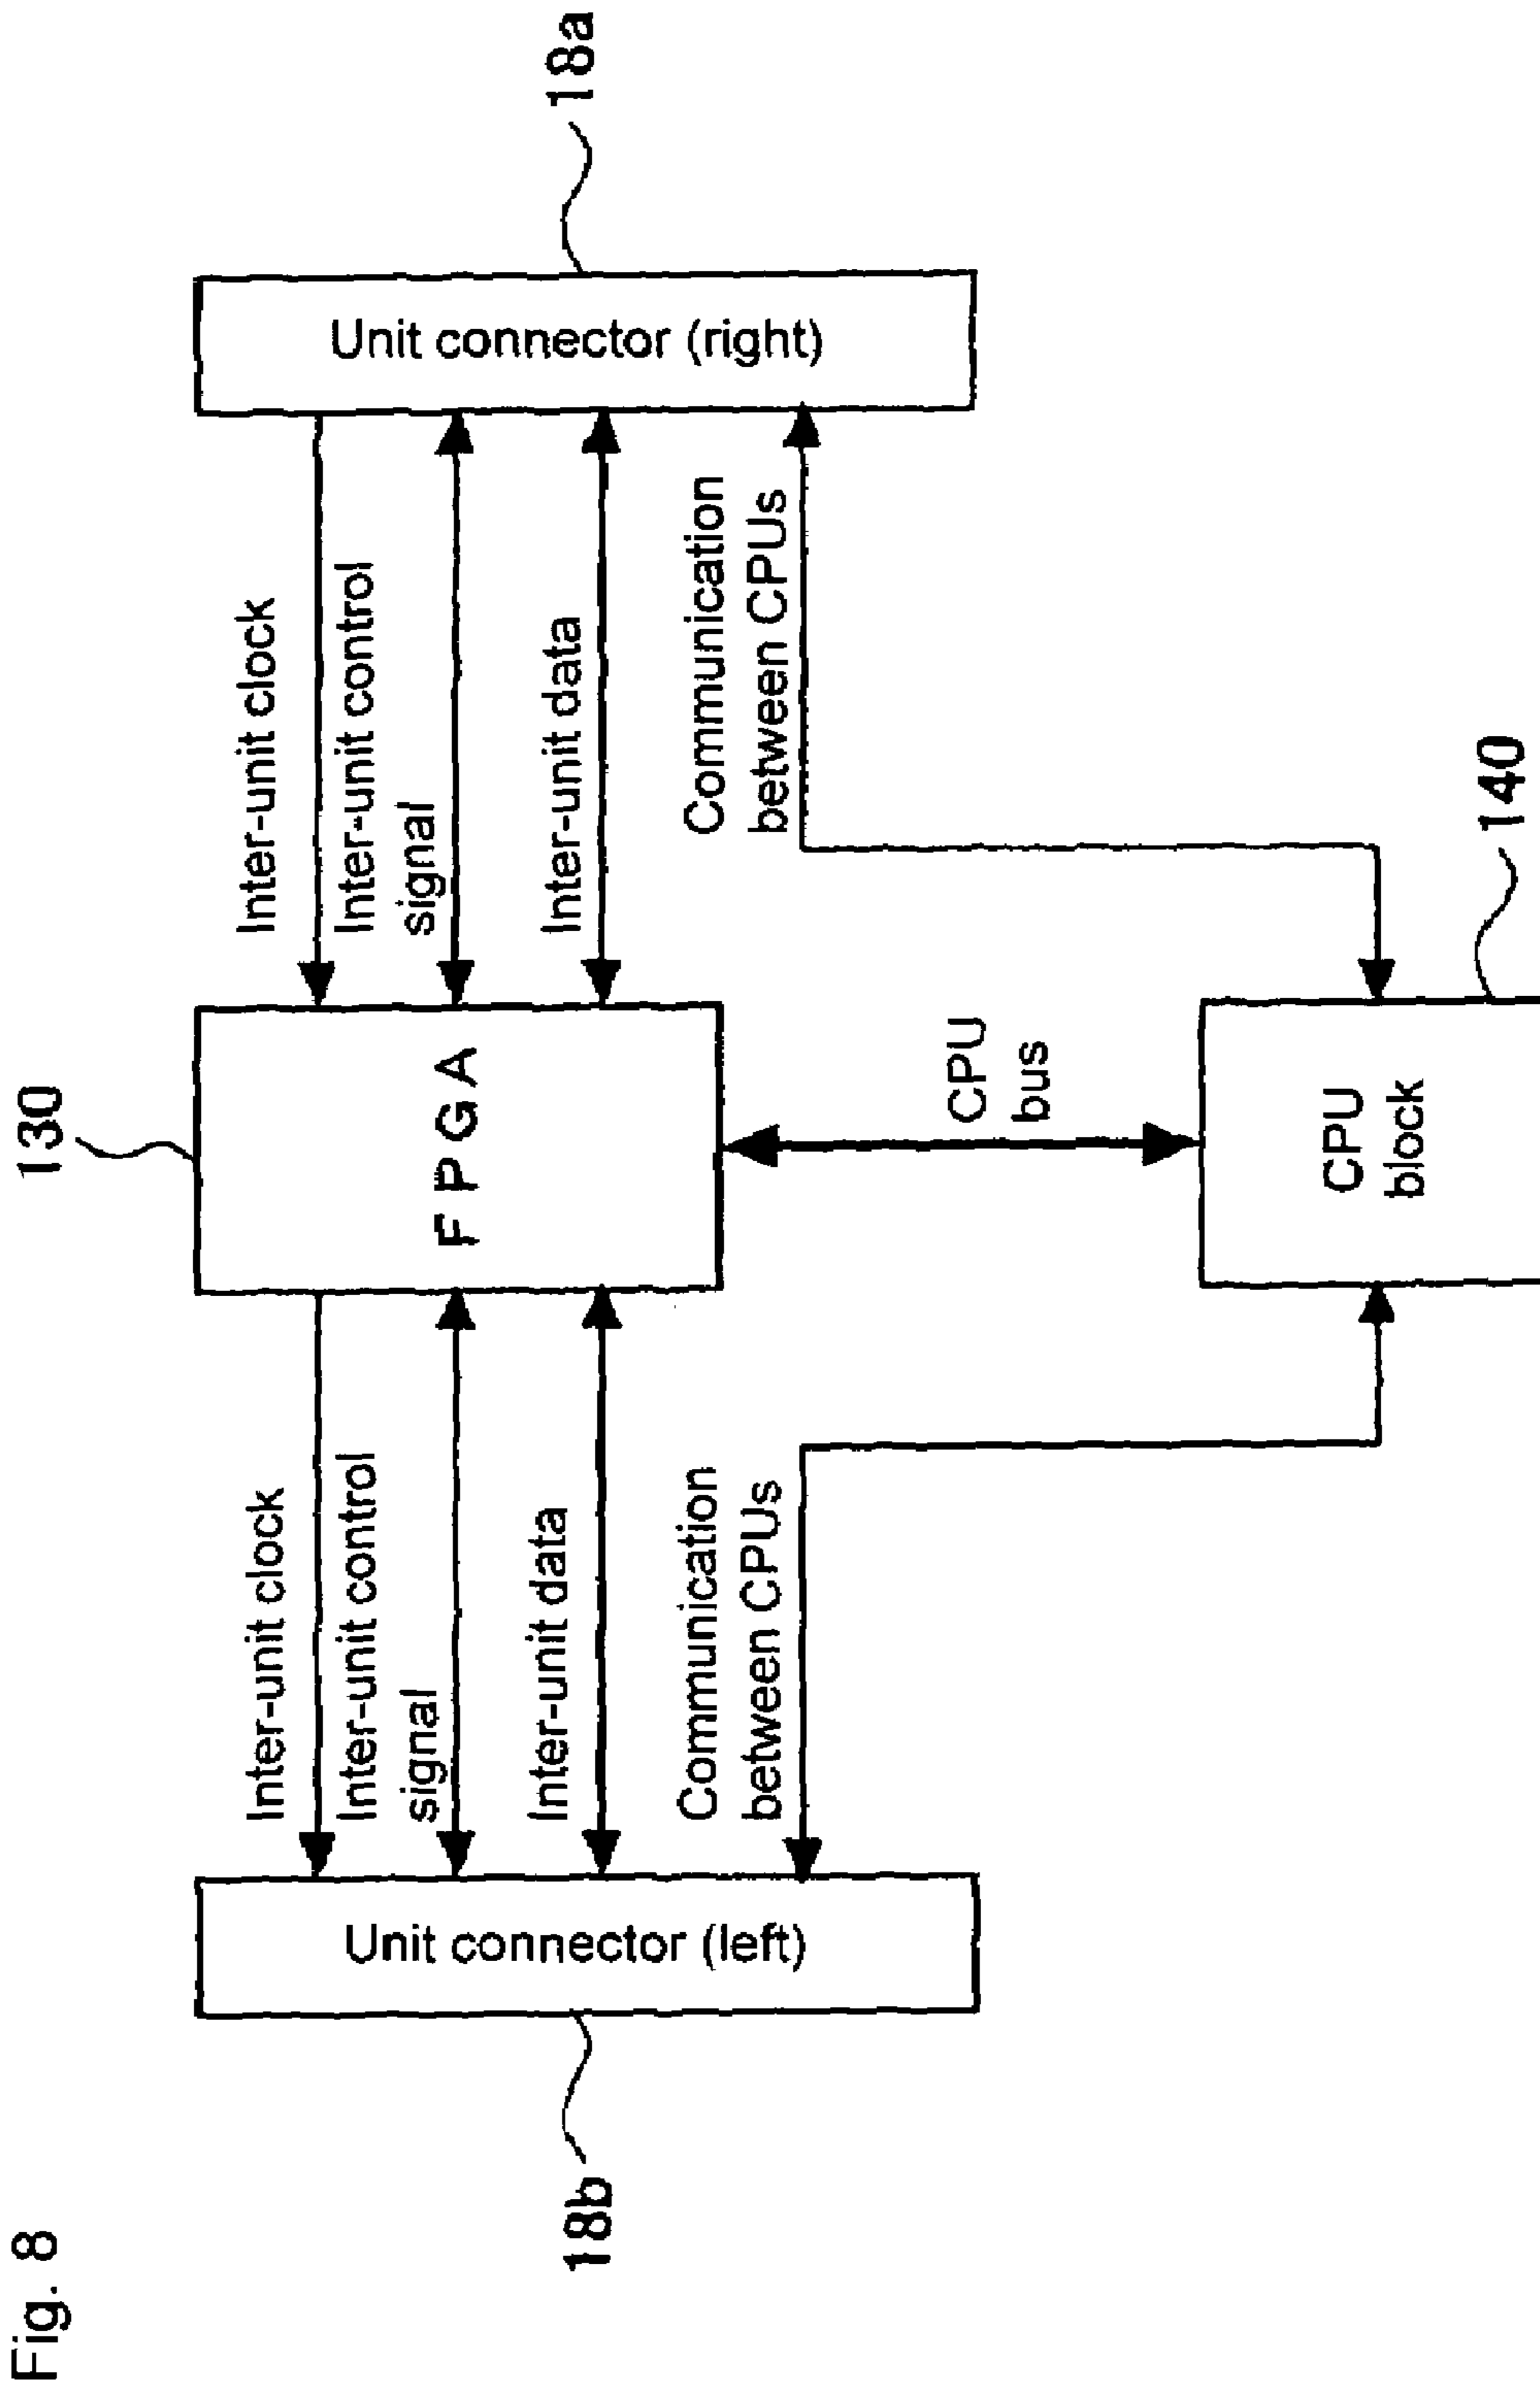 Fig. 8
130
18b
Unit connector (left)
Inter-unit clock
Inter-unit control
signal
Inter-unit data
Communication
between CPUs
FPGA
Inter-unit clock
Inter-unit control
signal
Inter-unit data
Communication
between CPUs
Unit connector (right)
18a
CPU
bus
CPU
block
140